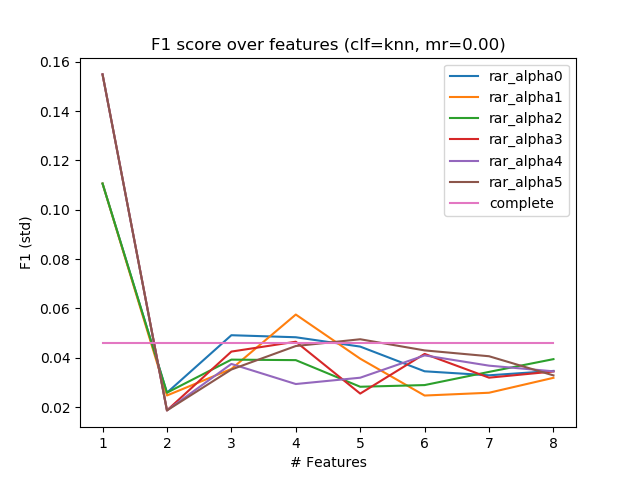 F1 score over features (clf=knn, mr=0.00)
0.16
0.14
0.12
0.10
0.08
0.06
0.04
0.02
F1 (std)
rar_alpha0
rar_alpha1
rar_alpha2
rar_alpha3
rar_alpha4
rar_alpha5
complete
1 2 3 4 5 6 7 8
# Features